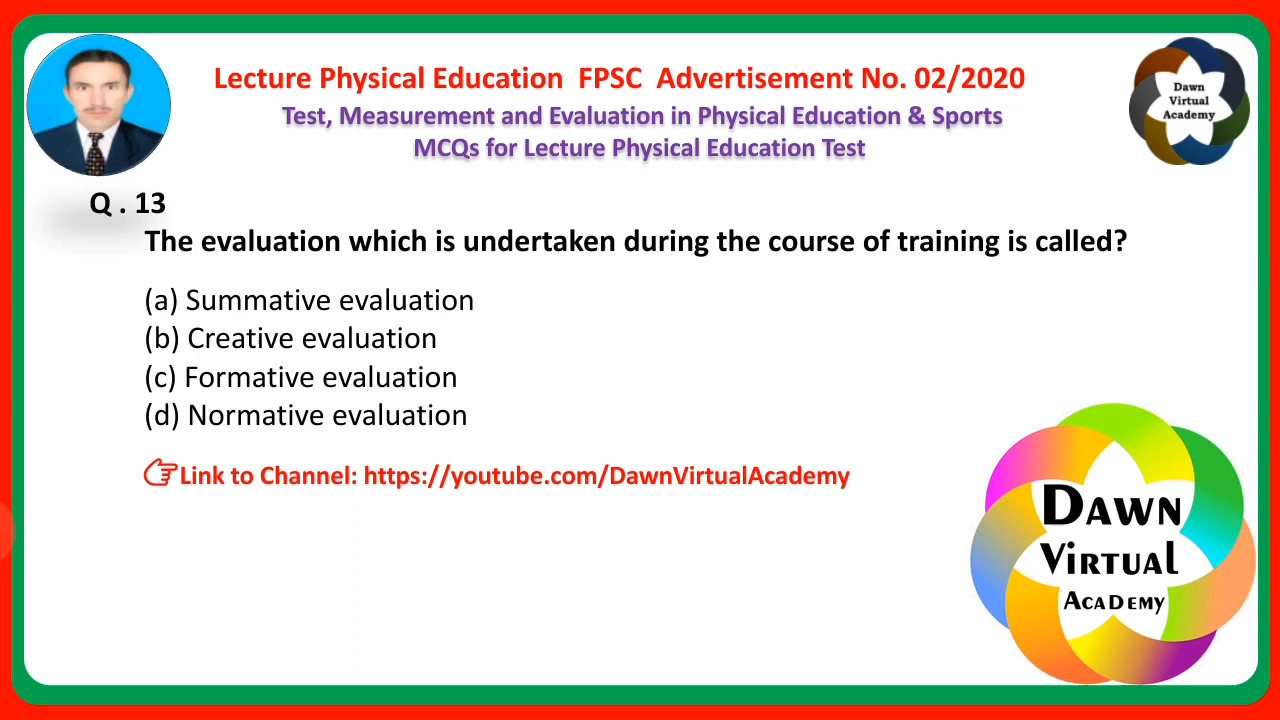 Lecture Physical Education  FPSC  Advertisement No. 02/2020
Test, Measurement and Evaluation in Physical Education & Sports
MCQs for Lecture Physical Education Test
Dawn
Virtual
Academy
Q . 13
The evaluation which is undertaken during the course of training is called?
(a) Summative evaluation
(b) Creative evaluation
(c) Formative evaluation
(d) Normative evaluation
Link to Channel: https://youtube.com/DawnVirtualAcademy
DAWN
VIRTUAL
ACADEMY